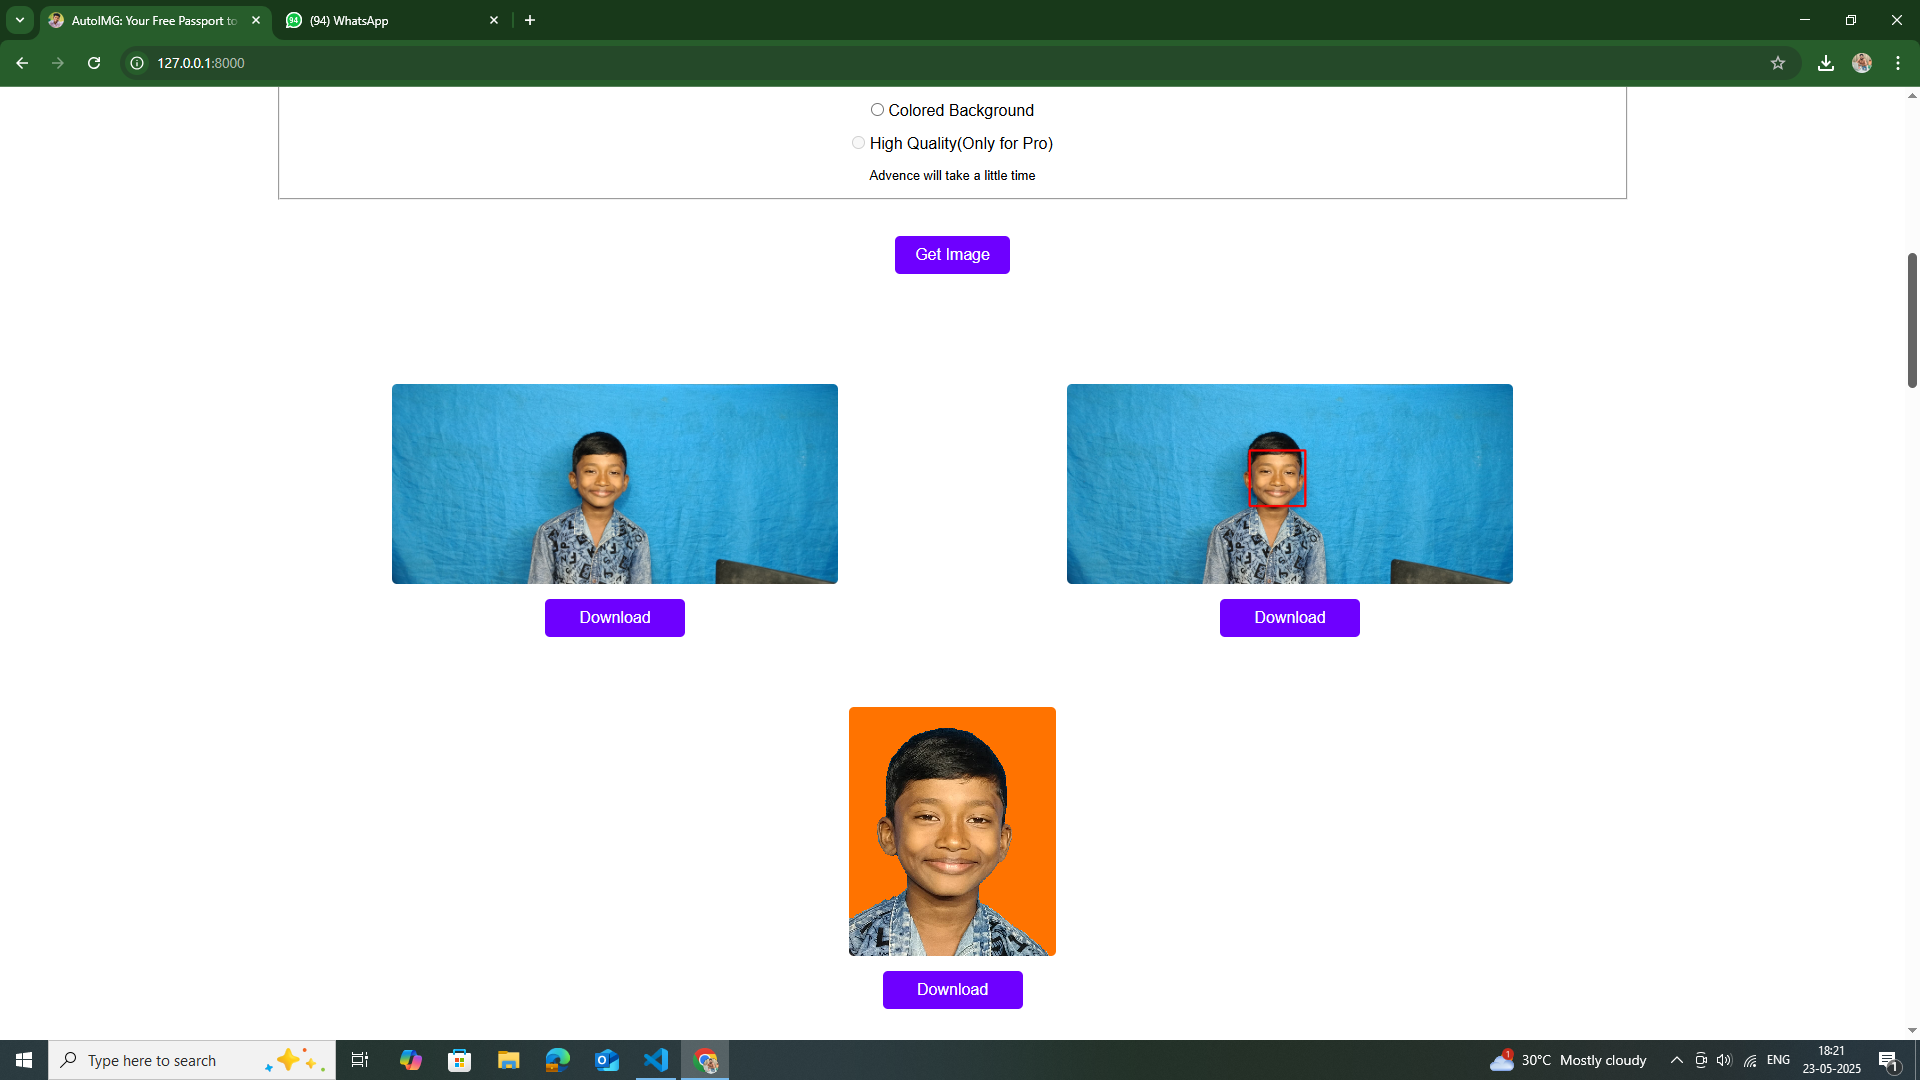 AutoIMG: Your Free Passport to
(94) WhatsApp
127.0.0.1:8000
Colored Background
High Quality(Only for Pro)
Advence will take a little time
Get Image
Download
Download
Download
Type here to search
1
30°C Mostly cloudy
ENG
18:21
23-05-2025
1